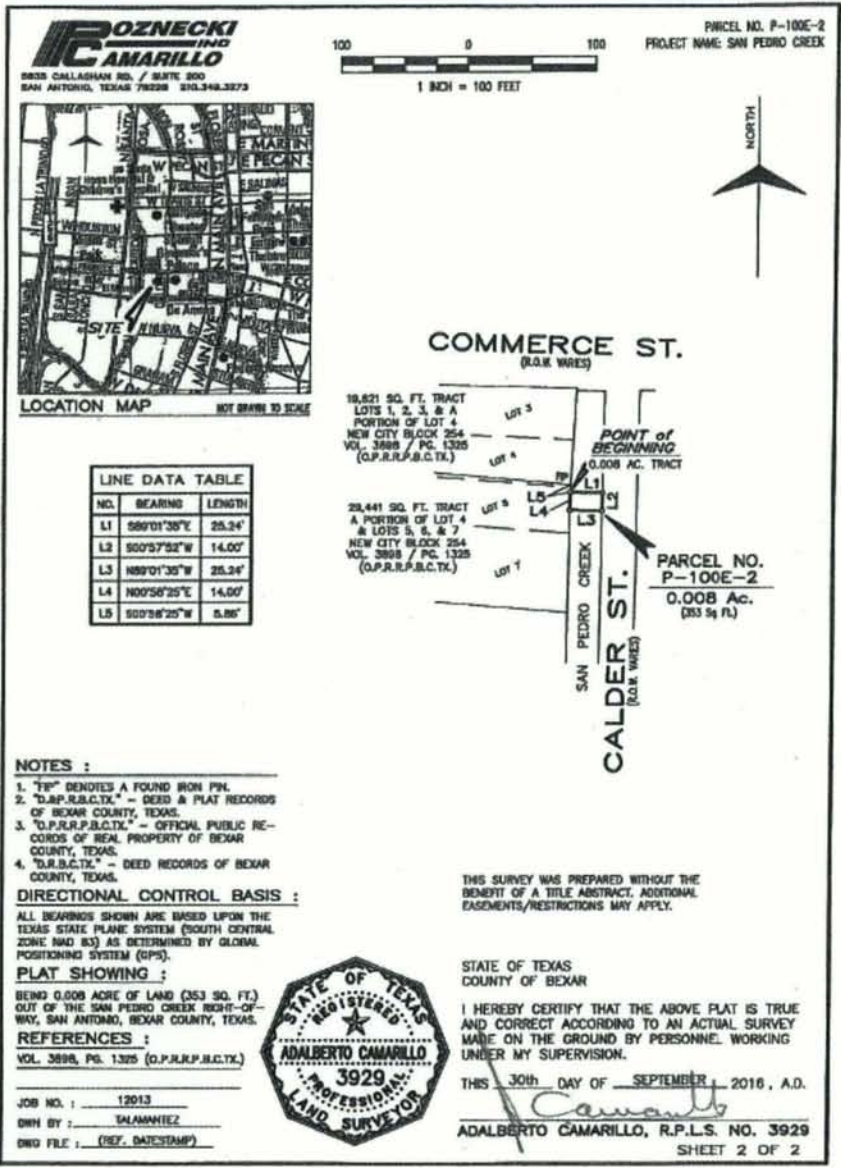 POZNECKI
INC
CAMARILLO
5835 CALLAGHAN RD. / SUITE 200
SAN ANTONIO, TEXAS 78228 210.349.3273
100 0 100
1 INCH = 100 FEET
PARCEL NO. P-100E-2
PROJECT NAME: SAN PEDRO CREEK
NORTH
SITE
N MAIN AVE
MAIN AVE
W PECAN ST
E PECAN
E MARTIN
E SALINAS
LOCATION MAP NOT DRAWN TO SCALE
COMMERCE ST.
(R.O.W. VARIES)
19,621 SQ. FT. TRACT
LOTS 1, 2, 3, & A
PORTION OF LOT 4
NEW CITY BLOCK 254
VOL. 3898 / PG. 1325
(O.P.R.R.P.B.C.TX.)
LOT 3
LOT 4
POINT of
BEGINNING
0.008 AC. TRACT
FIP
L1
L5
L2
L4
L3
29,441 SQ. FT. TRACT
A PORTION OF LOT 4
& LOTS 5, 6, & 7
NEW CITY BLOCK 254
VOL. 3898 / PG. 1325
(O.P.R.R.P.B.C.TX.)
LOT 5
LOT 7
SAN PEDRO CREEK
CALDER ST.
(R.O.W. VARIES)
PARCEL NO.
P-100E-2
0.008 Ac.
(353 Sq Ft.)
LINE DATA TABLE
NO. BEARING LENGTH
L1 S89°01'35"E 25.24'
L2 S00°57'52"W 14.00'
L3 N89°01'35"W 25.24'
L4 N00°58'25"E 14.00'
L5 S00°58'25"W 5.86'
NOTES :
1. "FIP" DENOTES A FOUND IRON PIN.
2. "D.&P.R.B.C.TX." - DEED & PLAT RECORDS
OF BEXAR COUNTY, TEXAS.
3. "O.P.R.R.P.B.C.TX." - OFFICIAL PUBLIC RE-
CORDS OF REAL PROPERTY OF BEXAR
COUNTY, TEXAS.
4. "D.R.B.C.TX." - DEED RECORDS OF BEXAR
COUNTY, TEXAS.
DIRECTIONAL CONTROL BASIS :
ALL BEARINGS SHOWN ARE BASED UPON THE
TEXAS STATE PLANE SYSTEM (SOUTH CENTRAL
ZONE NAD 83) AS DETERMINED BY GLOBAL
POSITIONING SYSTEM (GPS).
PLAT SHOWING :
BEING 0.008 ACRE OF LAND (353 SQ. FT.)
OUT OF THE SAN PEDRO CREEK RIGHT-OF-
WAY, SAN ANTONIO, BEXAR COUNTY, TEXAS.
REFERENCES :
VOL. 3898, PG. 1325 (O.P.R.R.P.B.C.TX.)
JOB NO. : 12013
DWN BY : TALAMANTEZ
DWG FILE : (REF. DATESTAMP)
STATE OF TEXAS
REGISTERED
ADALBERTO CAMARILLO
3929
PROFESSIONAL
LAND SURVEYOR
THIS SURVEY WAS PREPARED WITHOUT THE
BENEFIT OF A TITLE ABSTRACT. ADDITIONAL
EASEMENTS/RESTRICTIONS MAY APPLY.
STATE OF TEXAS
COUNTY OF BEXAR
I HEREBY CERTIFY THAT THE ABOVE PLAT IS TRUE
AND CORRECT ACCORDING TO AN ACTUAL SURVEY
MADE ON THE GROUND BY PERSONNEL WORKING
UNDER MY SUPERVISION.
THIS 30th DAY OF SEPTEMBER 2016, A.D.
ADALBERTO CAMARILLO, R.P.L.S. NO. 3929
SHEET 2 OF 2